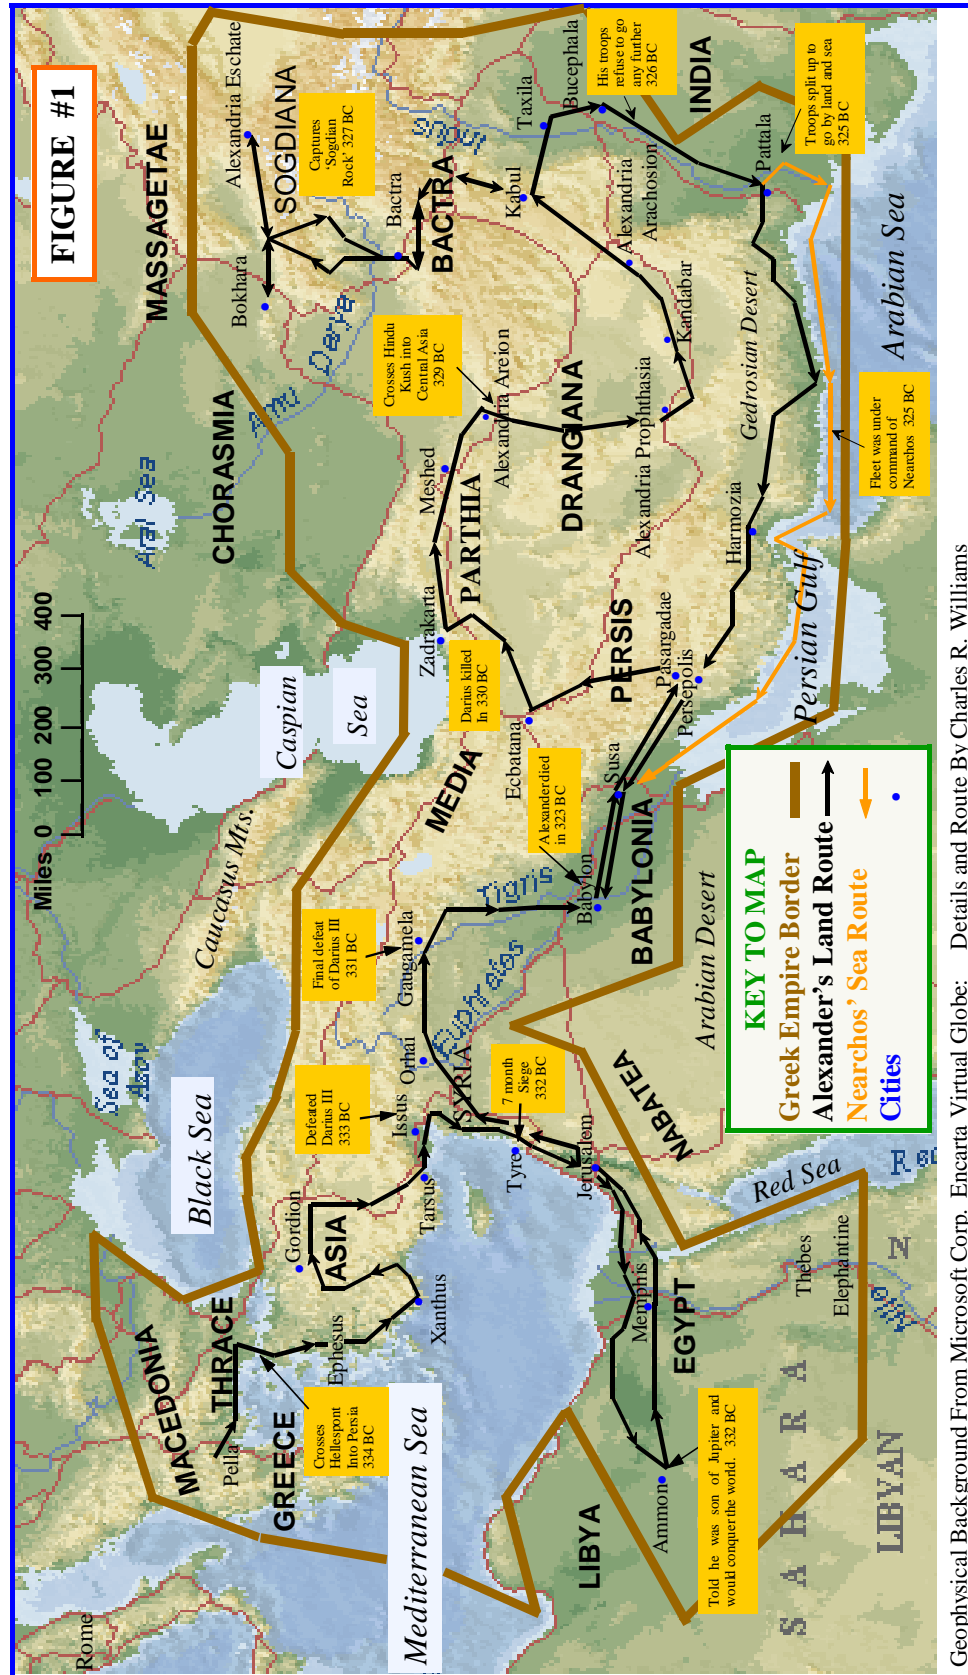 FIGURE #1
Miles 0 100 200 300 400
MASSAGETAE
Alexandria Eschate
SOGDIANA
Bokhara
Captures
'Sogdian
Rock' 327 BC
Bactra
BACTRA
Amu Darya
CHORASMIA
Aral Sea
Caspian
Sea
Caucasus Mts.
Sea of
Azov
Black Sea
MACEDONIA
THRACE
Pella
GREECE
Rome
Crosses
Hellespont
Into Persia
334 BC
Ephesus
Xanthus
ASIA
Gordion
Tarsus
Issus
Defeated
Darius III
333 BC
Orhai
SYRIA
Euphrates
Gaugamela
Final defeat
of Darius III
331 BC
Tigris
MEDIA
Ecbatana
Darius killed
In 330 BC
Zadrakarta
PARTHIA
Meshed
Crosses Hindu
Kush into
Central Asia
329 BC
Alexandria Areion
DRANGIANA
Alexandria Prophthasia
Kandabar
Alexandria
Arachosion
Kabul
Taxila
Bucephala
Indus
His troops
refuse to go
any further
326 BC
INDIA
Pattala
Troops split up to
go by land and sea
325 BC
Gedrosian Desert
Arabian Sea
Fleet was under
command of
Nearchos 325 BC
Harmozia
Persian Gulf
PERSIS
Pasargadae
Persepolis
Susa
Alexander died
in 323 BC
Babylon
BABYLONIA
Arabian Desert
7 month
Siege
332 BC
Tyre
Jerusalem
NABATEA
Red Sea
Red
Mediterranean Sea
Memphis
EGYPT
Thebes
Elephantine
Nile
N
Ammon
LIBYA
Told he was son of Jupiter and
would conquer the world. 332 BC
SAHARA
LIBYAN
KEY TO MAP
Greek Empire Border
Alexander's Land Route
Nearchos' Sea Route
Cities
Geophysical Background From Microsoft Corp. Encarta Virtual Globe: Details and Route By Charles R. Williams